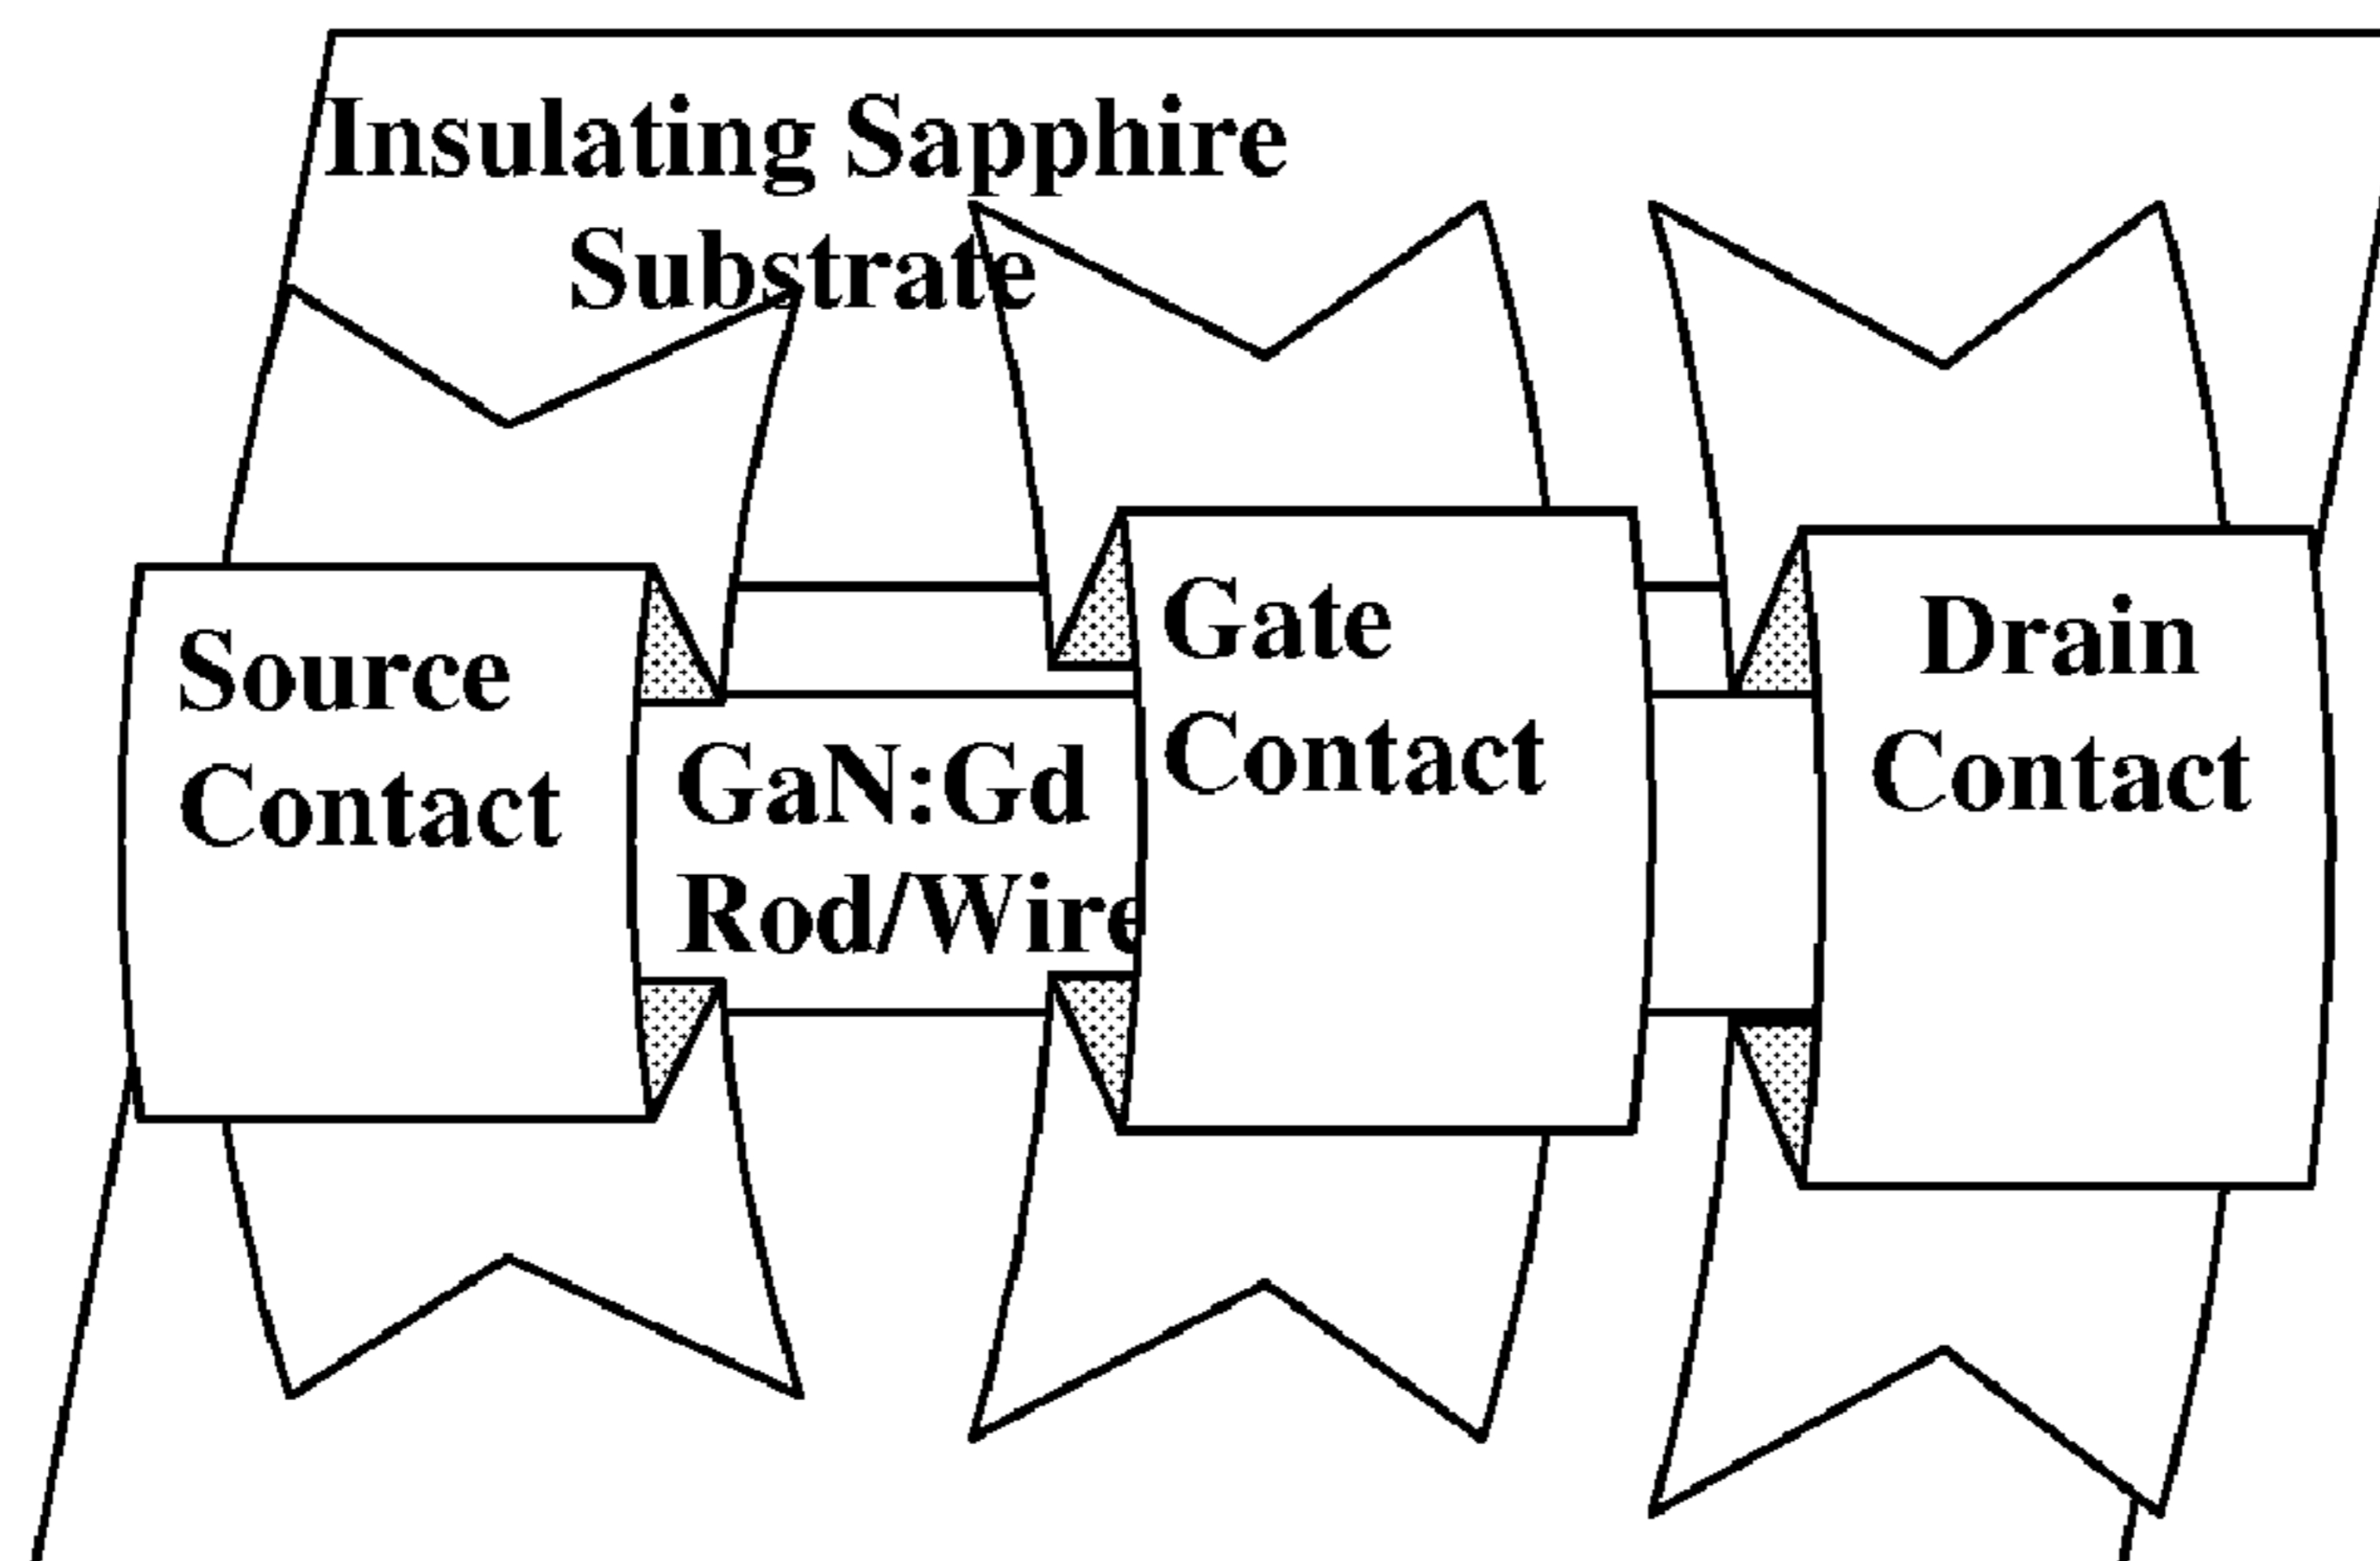 Insulating Sapphire
Substrate
Source
Contact
GaN:Gd
Rod/Wire
Gate
Contact
Drain
Contact